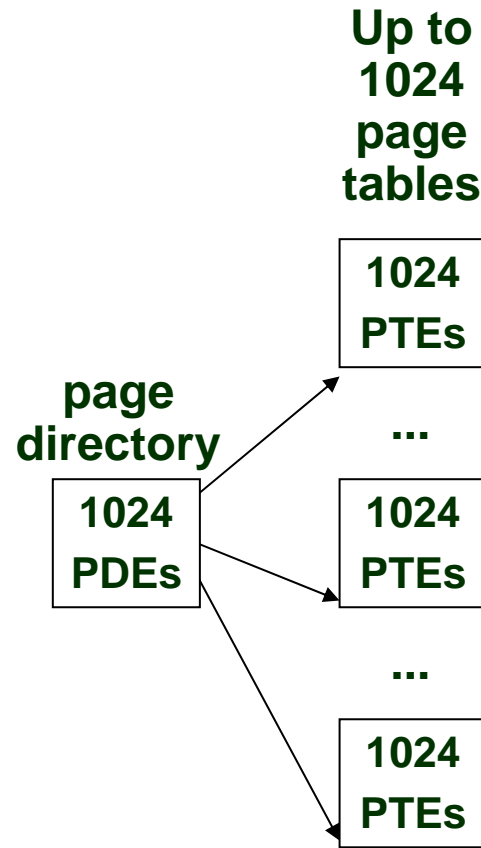 Up to
1024
page
tables
1024
PTEs
page
directory
...
1024
PDEs
1024
PTEs
...
1024
PTEs